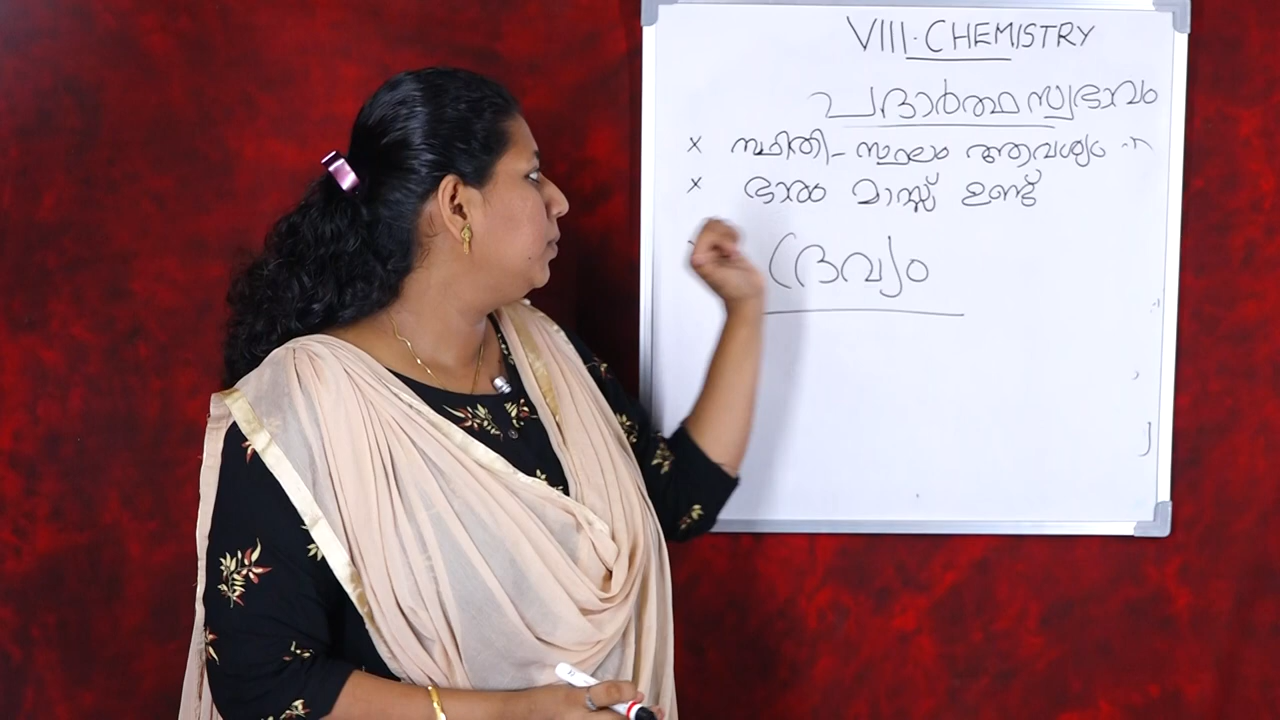 VIII. CHEMISTRY
പദാർത്ഥസ്വഭാവം
x സ്ഥിതി - സ്ഥലം ആവശ്യം
x ഭാരം മാസ്സ് ഉണ്ട്
ദ്രവ്യം